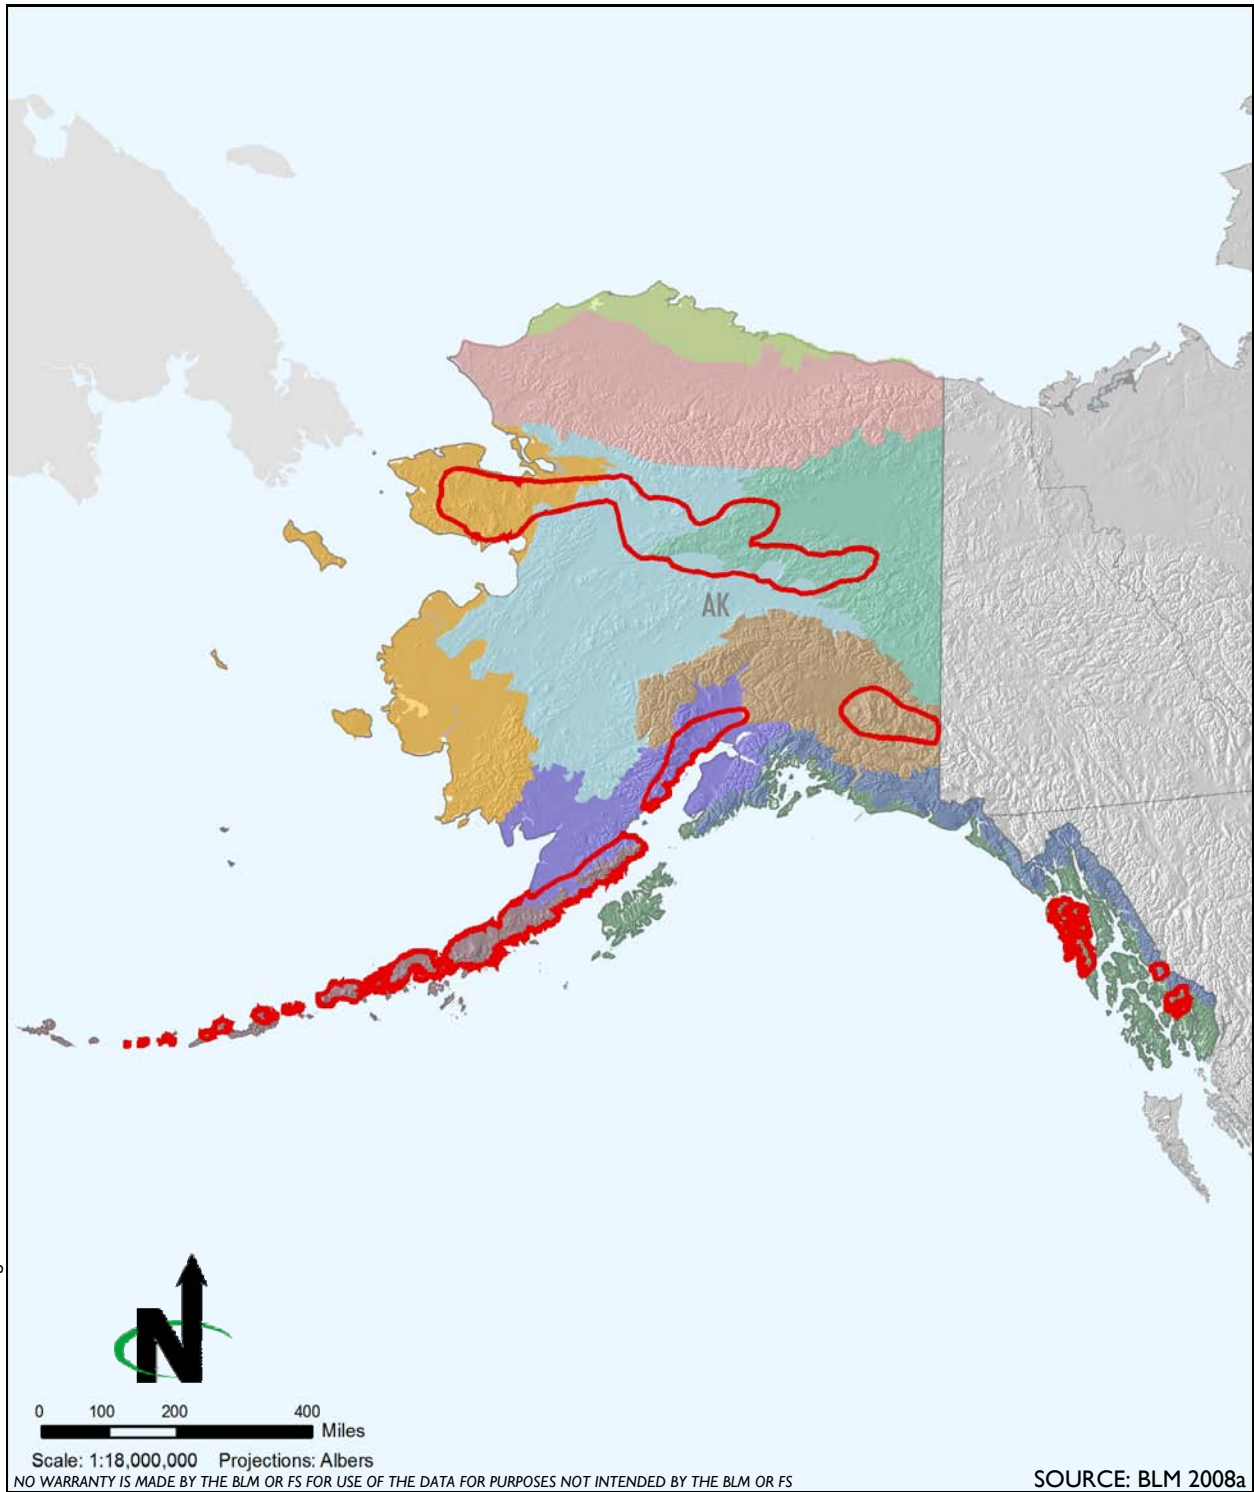 AK
N
0 100 200 400
Miles
Scale: 1:18,000,000 Projections: Albers
NO WARRANTY IS MADE BY THE BLM OR FS FOR USE OF THE DATA FOR PURPOSES NOT INTENDED BY THE BLM OR FS
SOURCE: BLM 2008a